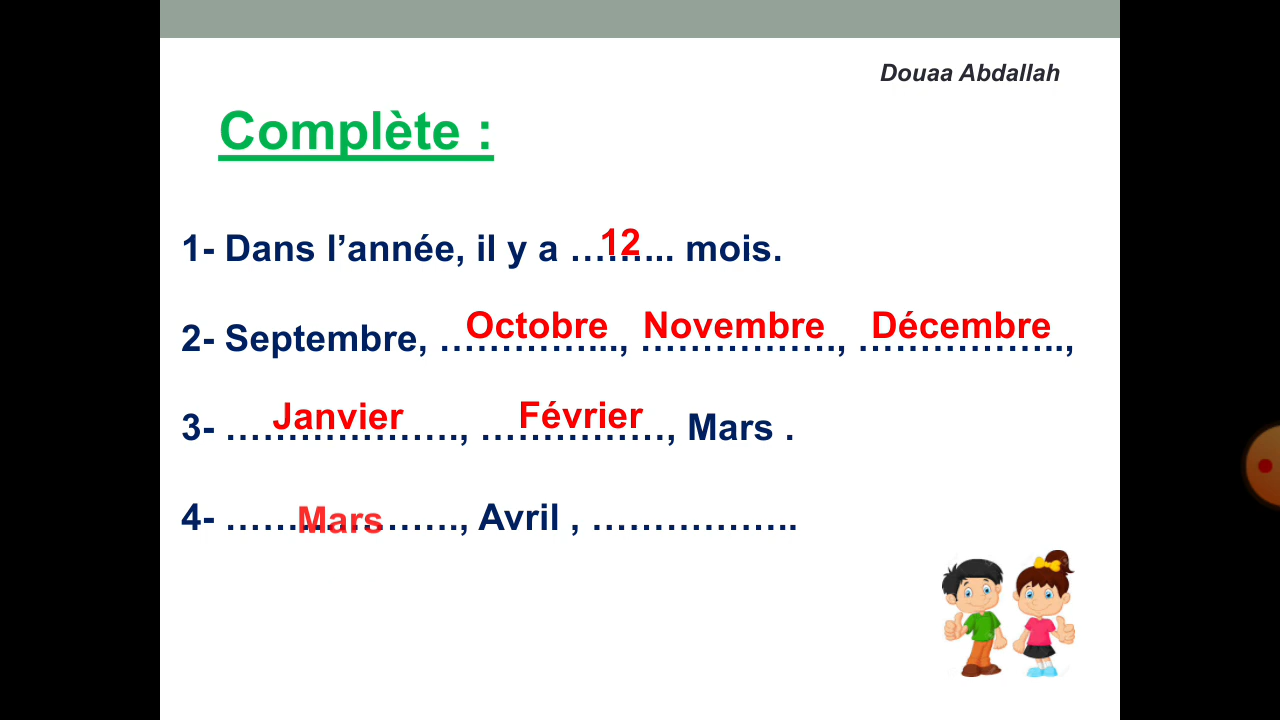 Douaa Abdallah
Complète :
1- Dans l’année, il y a ...12... mois.
2- Septembre, Octobre, Novembre, Décembre,
3- Janvier, Février, Mars .
4- Mars, Avril , ……………..